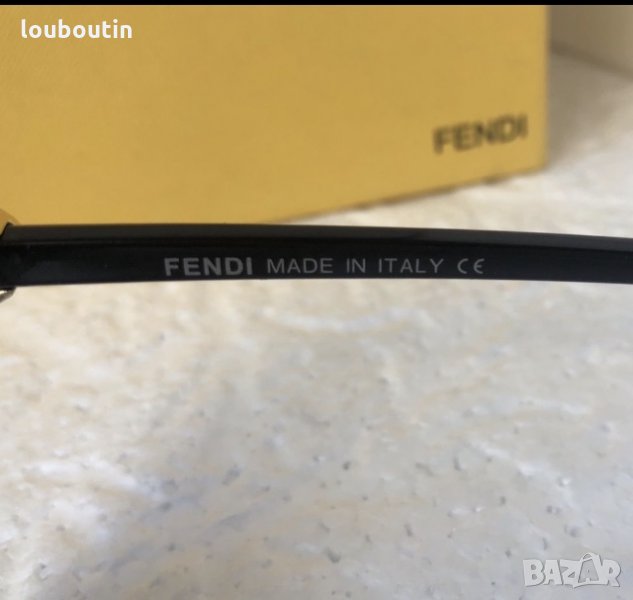 louboutin
FENDI
FENDI MADE IN ITALY CE
BAZAR